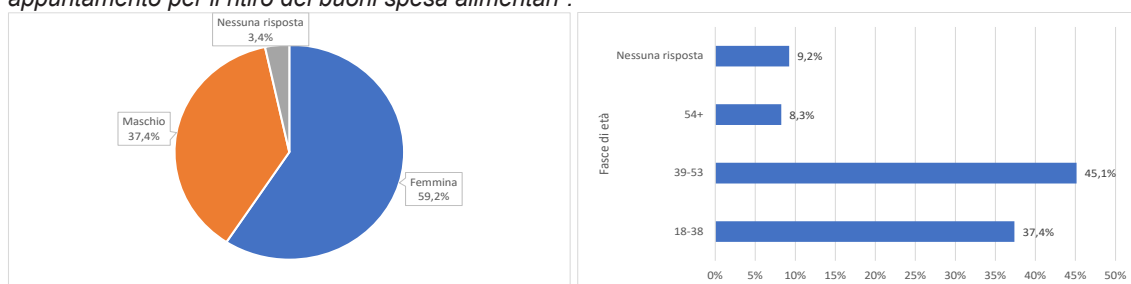 appuntamento per il ritiro dei buoni spesa alimentari".
Nessuna risposta
3,4%
Maschio
37,4%
Femmina
59,2%
Fasce di età
Nessuna risposta
9,2%
54+
8,3%
39-53
45,1%
18-38
37,4%
0% 5% 10% 15% 20% 25% 30% 35% 40% 45% 50%